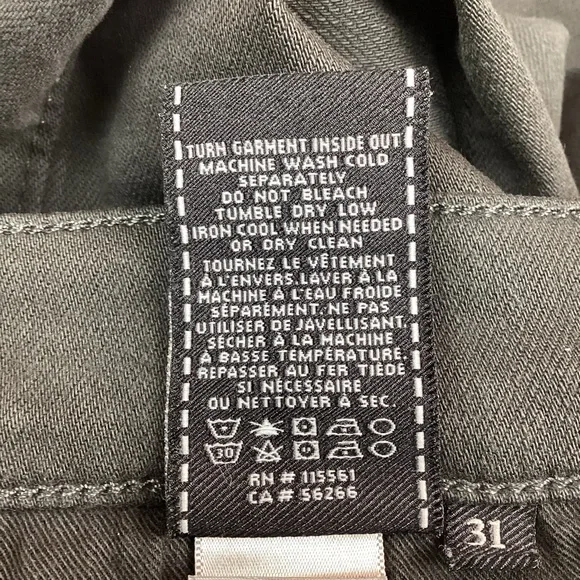 TURN GARMENT INSIDE OUT
MACHINE WASH COLD
SEPARATELY
DO NOT BLEACH
TUMBLE DRY LOW
IRON COOL WHEN NEEDED
OR DRY CLEAN
TOURNEZ LE VÊTEMENT
À L'ENVERS.LAVER À LA
MACHINE À L'EAU FROIDE
SÉPARÉMENT. NE PAS
UTILISER DE JAVELLISANT.
SÉCHER À LA MACHINE
À BASSE TEMPÉRATURE.
REPASSER AU FER TIÈDE
SI NÉCESSAIRE
OU NETTOYER À SEC.
30
RN # 115561
CA # 56266
31